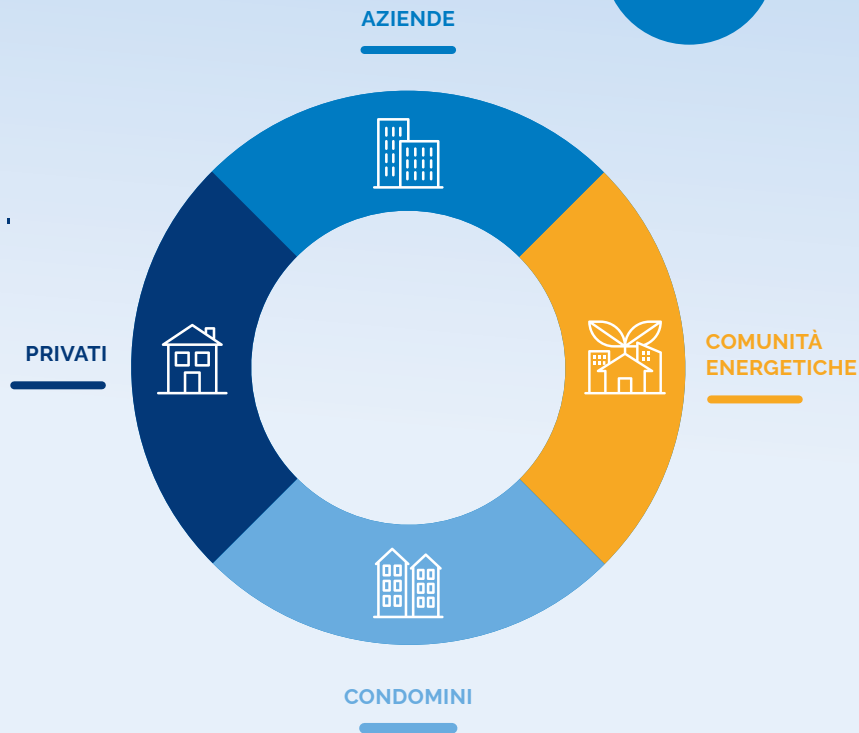 AZIENDE
PRIVATI
COMUNITÀ
ENERGETICHE
CONDOMINI